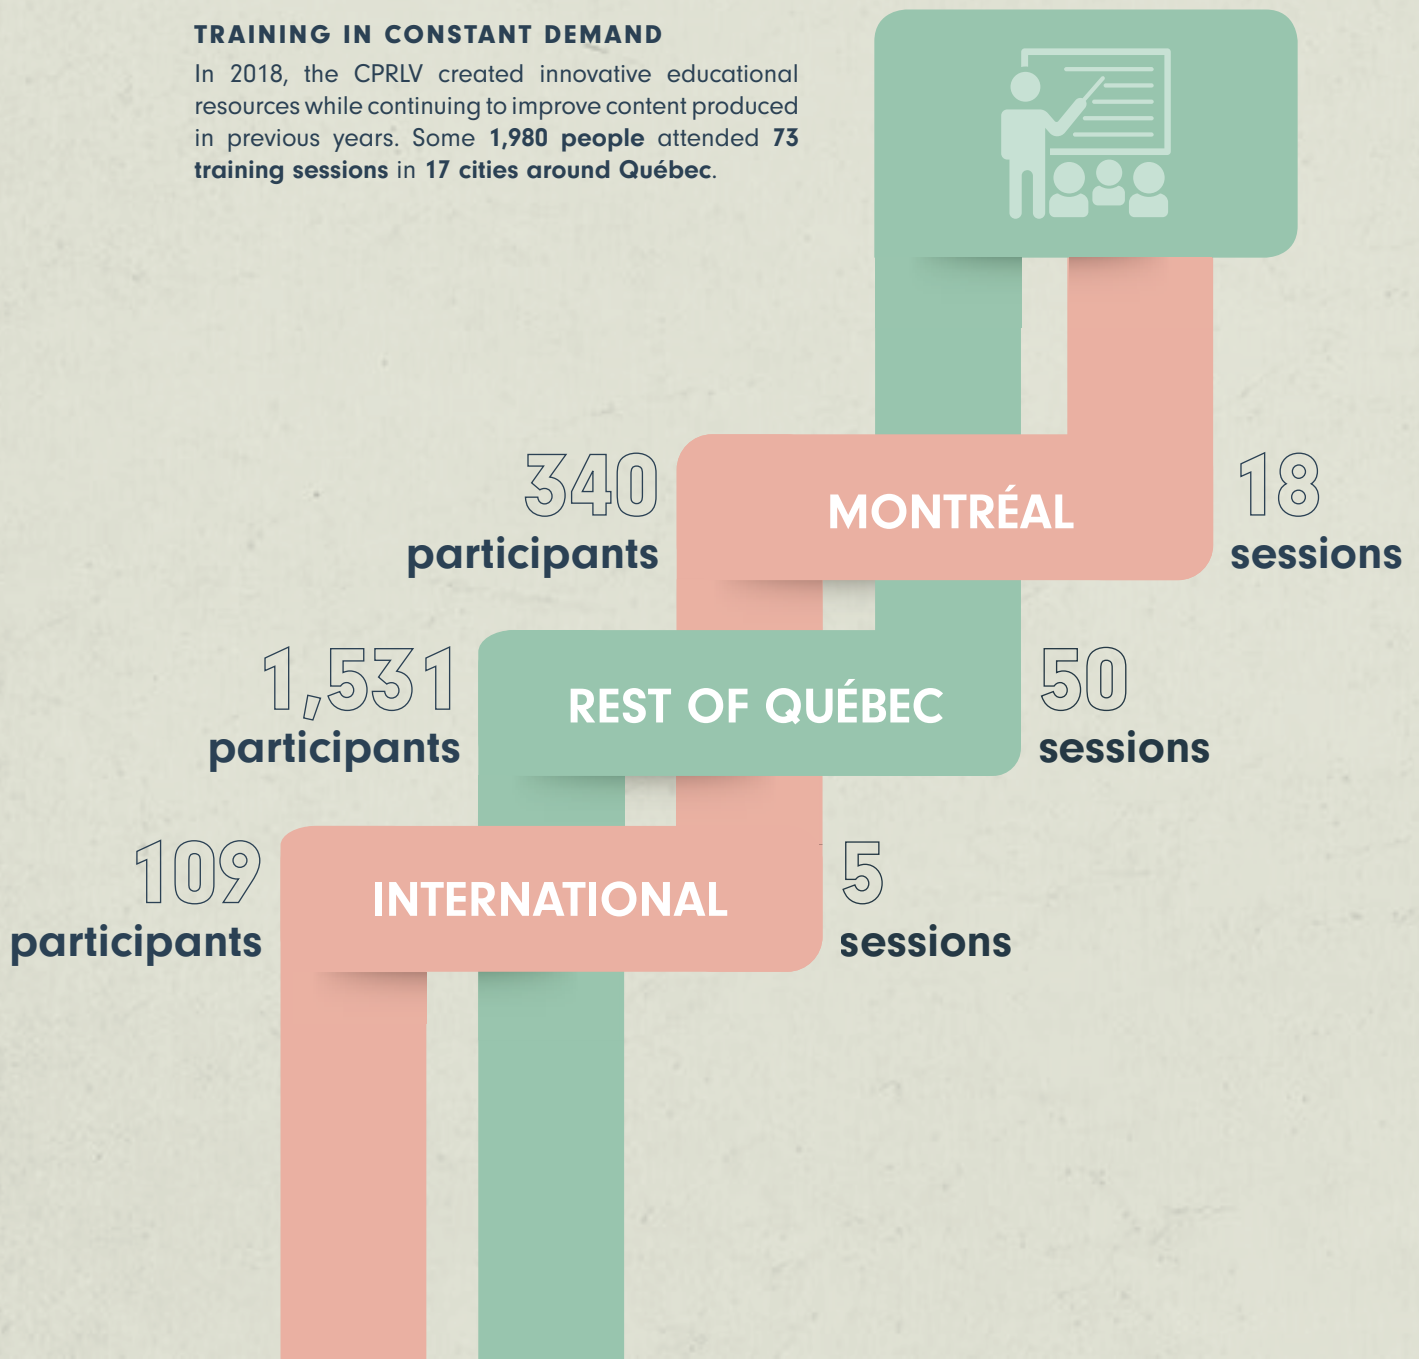 TRAINING IN CONSTANT DEMAND
In 2018, the CPRLV created innovative educational
resources while continuing to improve content produced
in previous years. Some 1,980 people attended 73
training sessions in 17 cities around Québec.
340
participants
MONTRÉAL
18
sessions
1,531
participants
REST OF QUÉBEC
50
sessions
109
participants
INTERNATIONAL
5
sessions